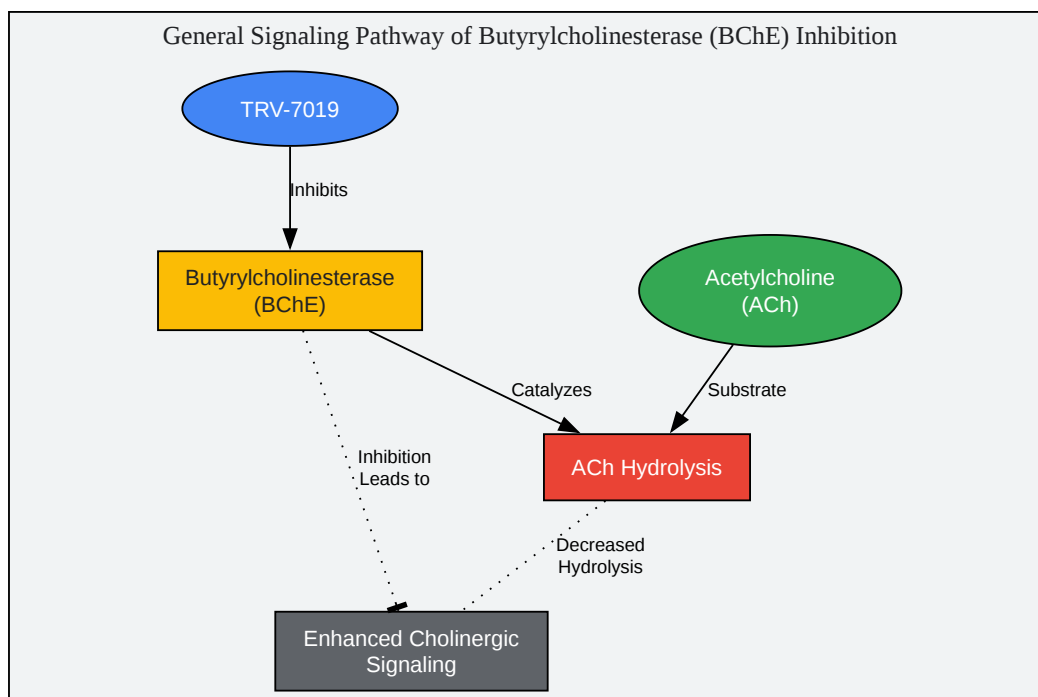 General Signaling Pathway of Butyrylcholinesterase (BChE) Inhibition
TRV-7019
Inhibits
Butyrylcholinesterase
(BChE)
Acetylcholine
(ACh)
Catalyzes
Substrate
Inhibition
Leads to
ACh Hydrolysis
Decreased
Hydrolysis
Enhanced Cholinergic
Signaling